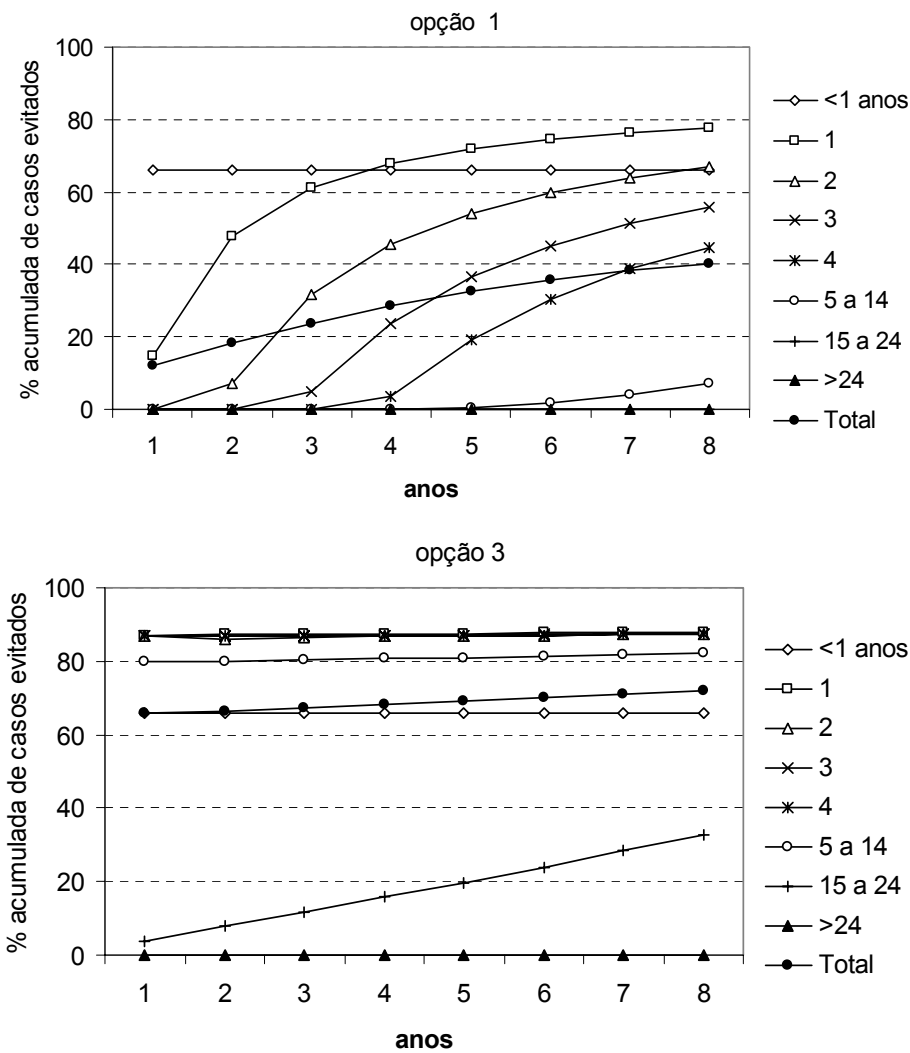 opção 1
% acumulada de casos evitados
100
80
60
40
20
0
1 2 3 4 5 6 7 8
anos
<1 anos
1
2
3
4
5 a 14
15 a 24
>24
Total
opção 3
% acumulada de casos evitados
100
80
60
40
20
0
1 2 3 4 5 6 7 8
anos
<1 anos
1
2
3
4
5 a 14
15 a 24
>24
Total